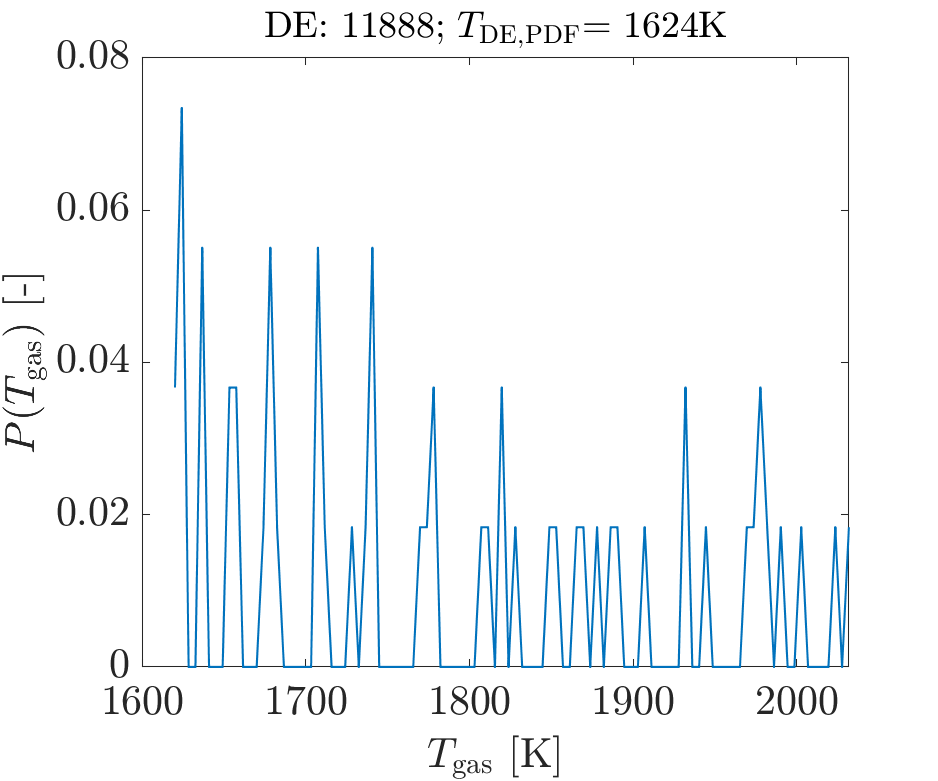 DE: 11888; T_DE,PDF= 1624K
0.08
0.06
0.04
0.02
0
P(T_gas) [-]
1600 1700 1800 1900 2000
T_gas [K]